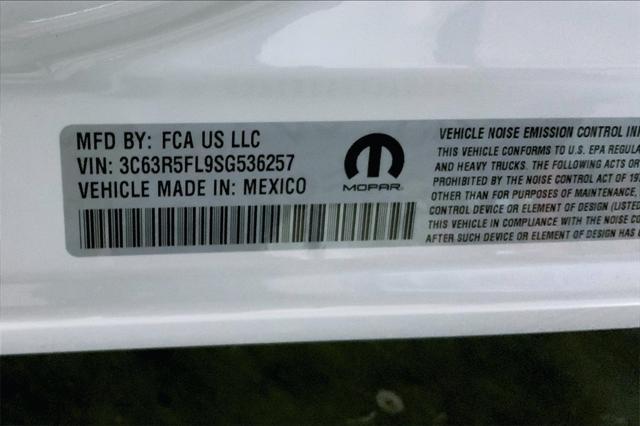 MFD BY: FCA US LLC
VIN: 3C63R5FL9SG536257
VEHICLE MADE IN: MEXICO
MOPAR
VEHICLE NOISE EMISSION CONTROL
THIS VEHICLE CONFORMS TO U.S. EPA
AND HEAVY TRUCKS. THE FOLLOWING ACTS OR
PROHIBITED BY THE NOISE CONTROL ACT OF
OTHER THAN FOR PURPOSES OF MAINTENANCE,
CONTROL DEVICE OR ELEMENT OF DESIGN (LISTED
THIS VEHICLE IN COMPLIANCE WITH THE NOISE
AFTER SUCH DEVICE OR ELEMENT OF DESIGN HAS